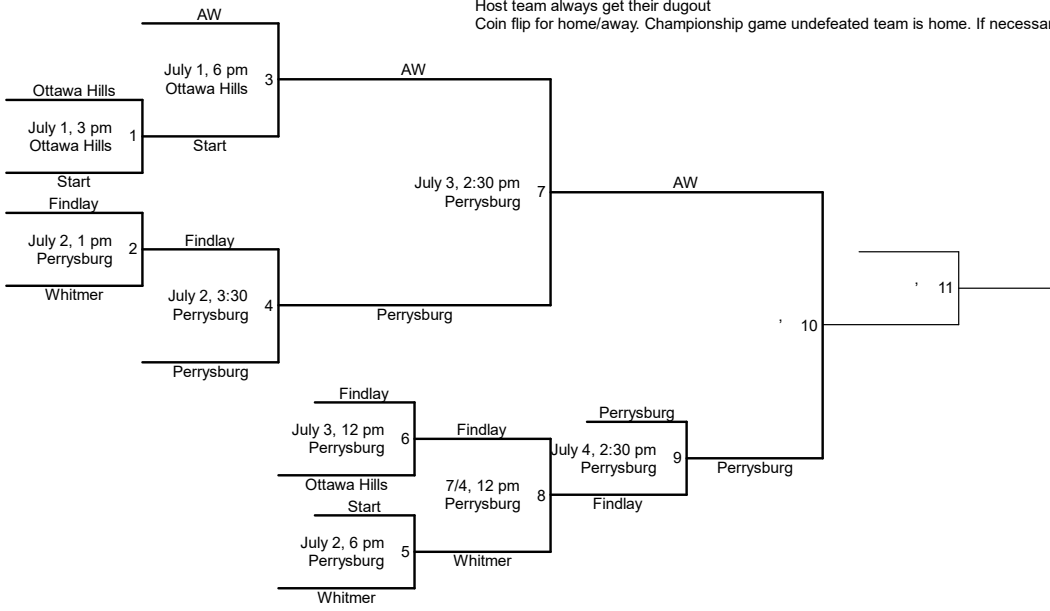 Host team always get their dugout
Coin flip for home/away. Championship game undefeated team is home. If necessar
AW
July 1, 6 pm
Ottawa Hills
3
AW
Ottawa Hills
July 1, 3 pm
Ottawa Hills
1
Start
Start
July 3, 2:30 pm
Perrysburg
7
AW
Findlay
July 2, 1 pm
Perrysburg
2
Findlay
Whitmer
July 2, 3:30
Perrysburg
4
Perrysburg
Perrysburg
, 11
, 10
Findlay
July 3, 12 pm
Perrysburg
6
Findlay
Ottawa Hills
Perrysburg
July 4, 2:30 pm
Perrysburg
9
Perrysburg
7/4, 12 pm
Perrysburg
8
Findlay
Start
July 2, 6 pm
Perrysburg
5
Whitmer
Whitmer